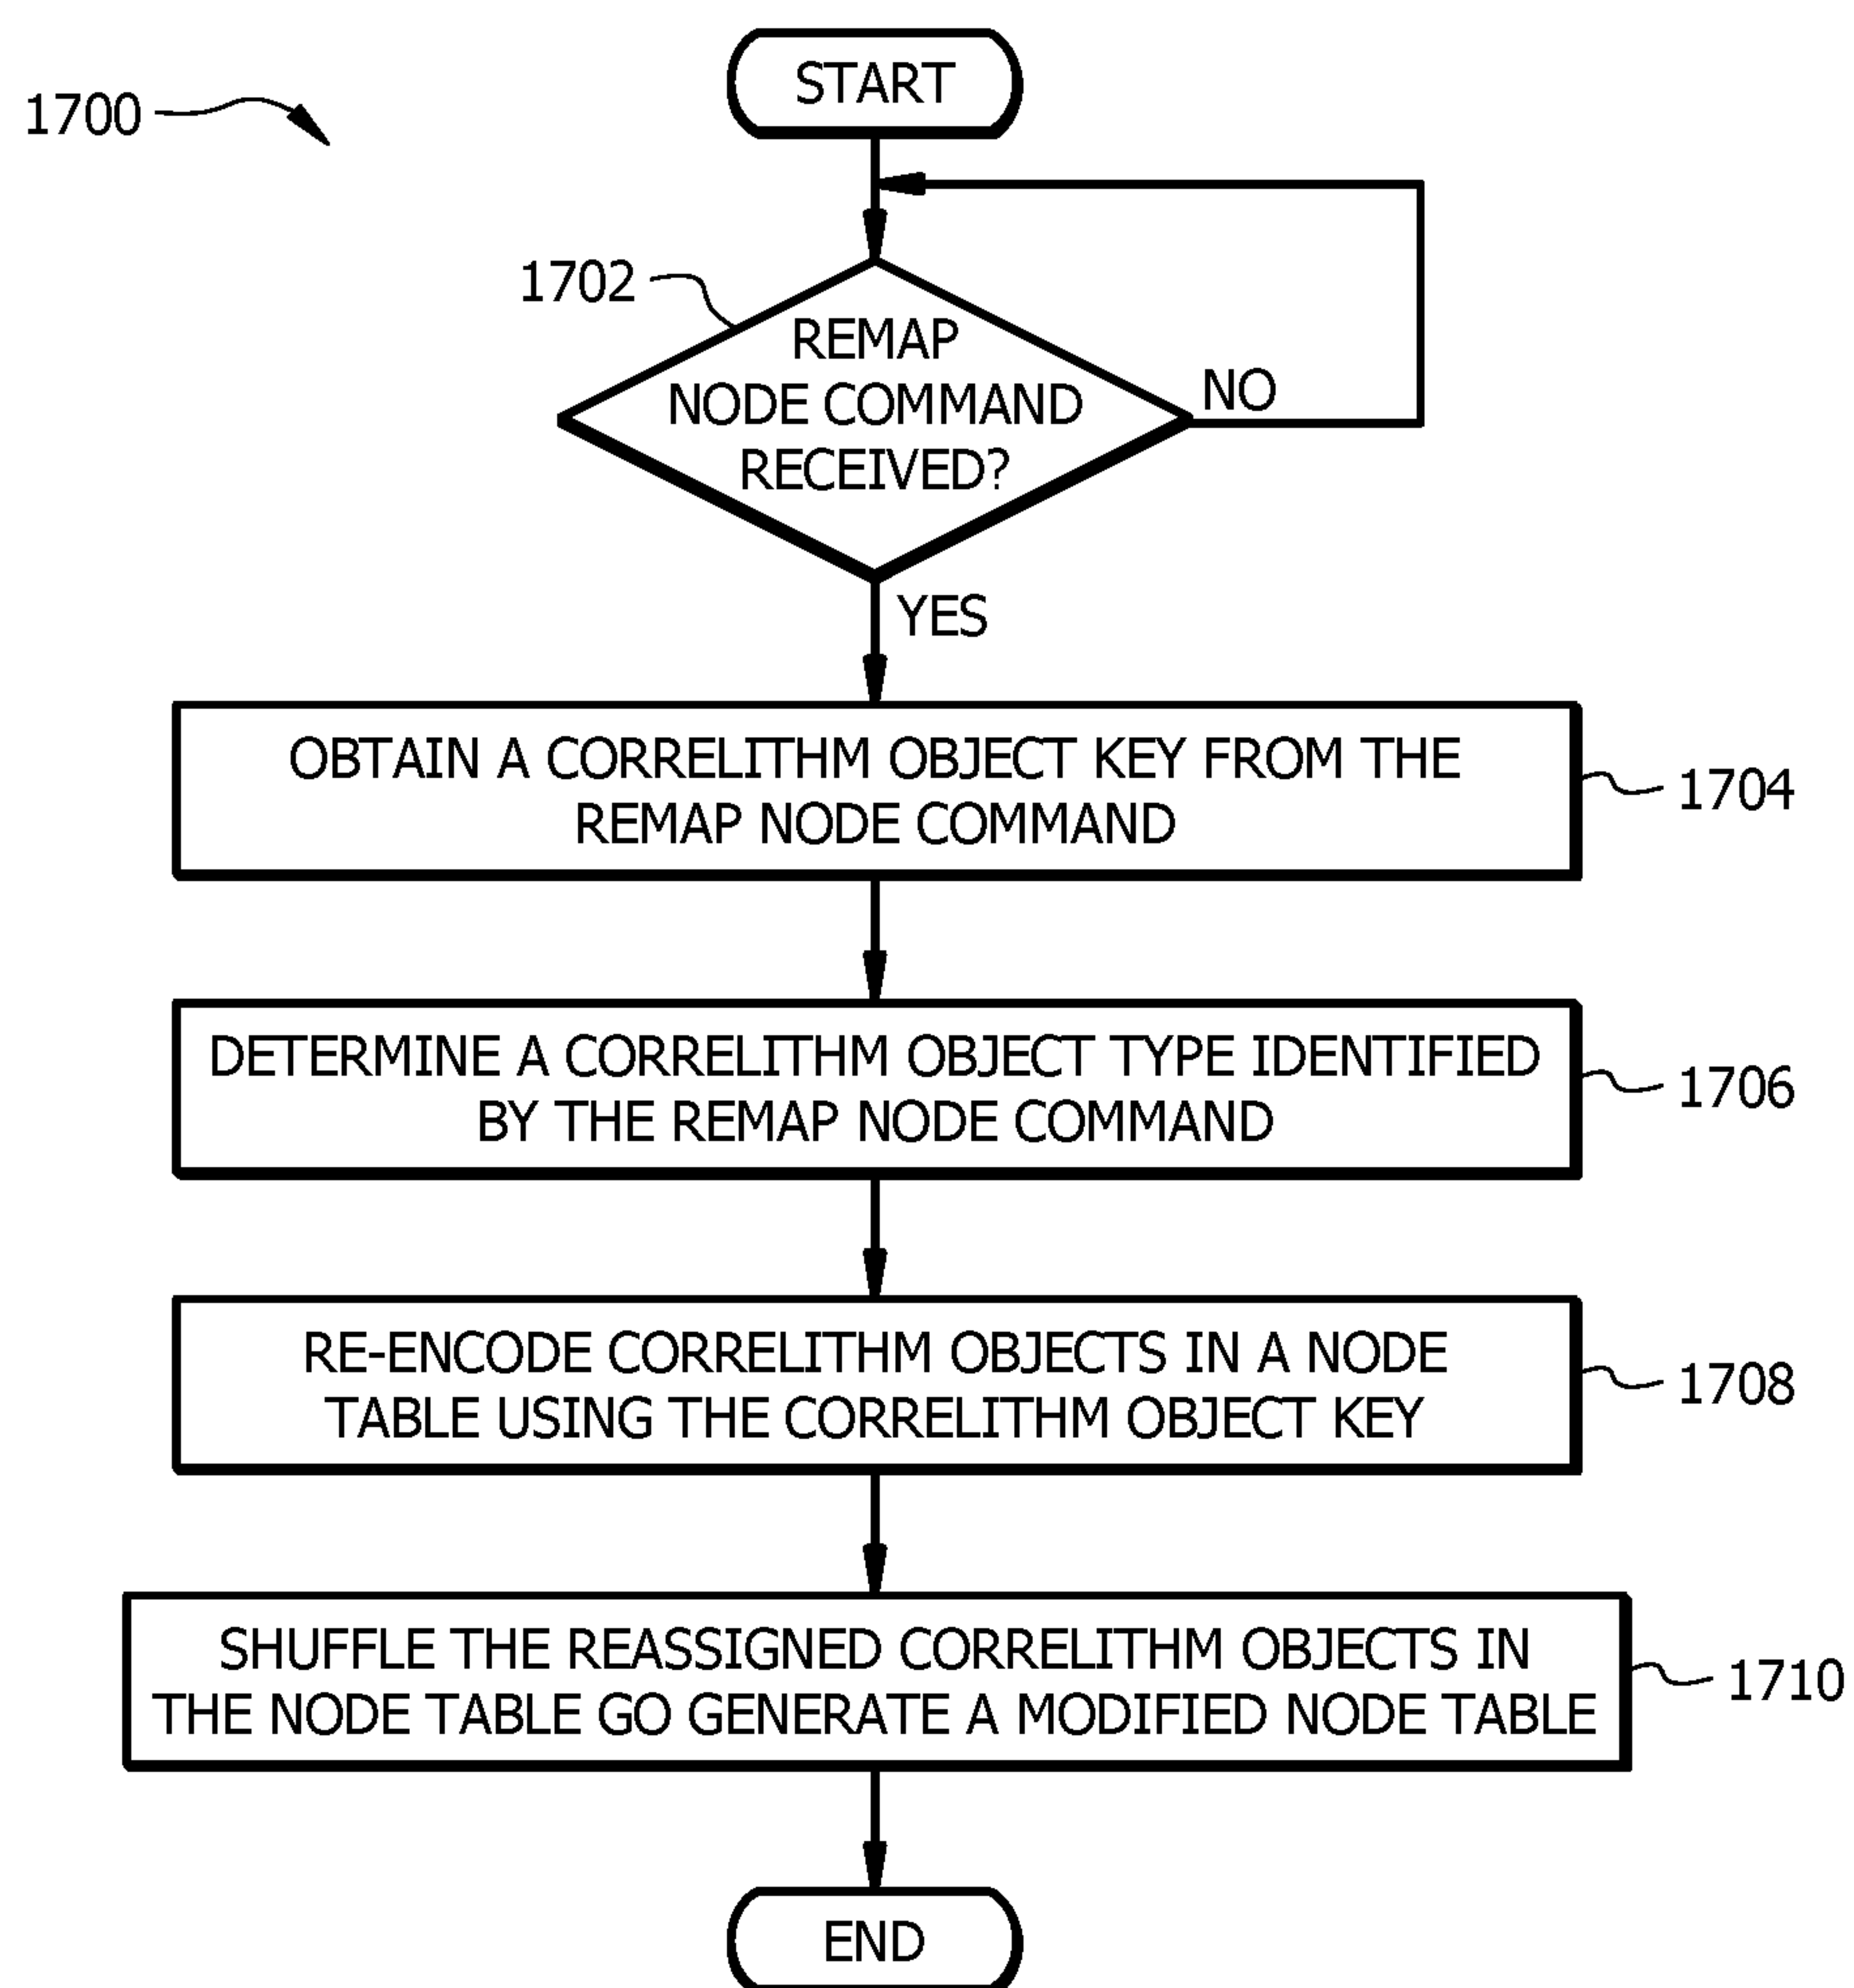 START
1700
1702
REMAP
NODE COMMAND
RECEIVED?
NO
YES
OBTAIN A CORRELITHM OBJECT KEY FROM THE
REMAP NODE COMMAND
1704
DETERMINE A CORRELITHM OBJECT TYPE IDENTIFIED
BY THE REMAP NODE COMMAND
1706
RE-ENCODE CORRELITHM OBJECTS IN A NODE
TABLE USING THE CORRELITHM OBJECT KEY
1708
SHUFFLE THE REASSIGNED CORRELITHM OBJECTS IN
THE NODE TABLE GO GENERATE A MODIFIED NODE TABLE
1710
END